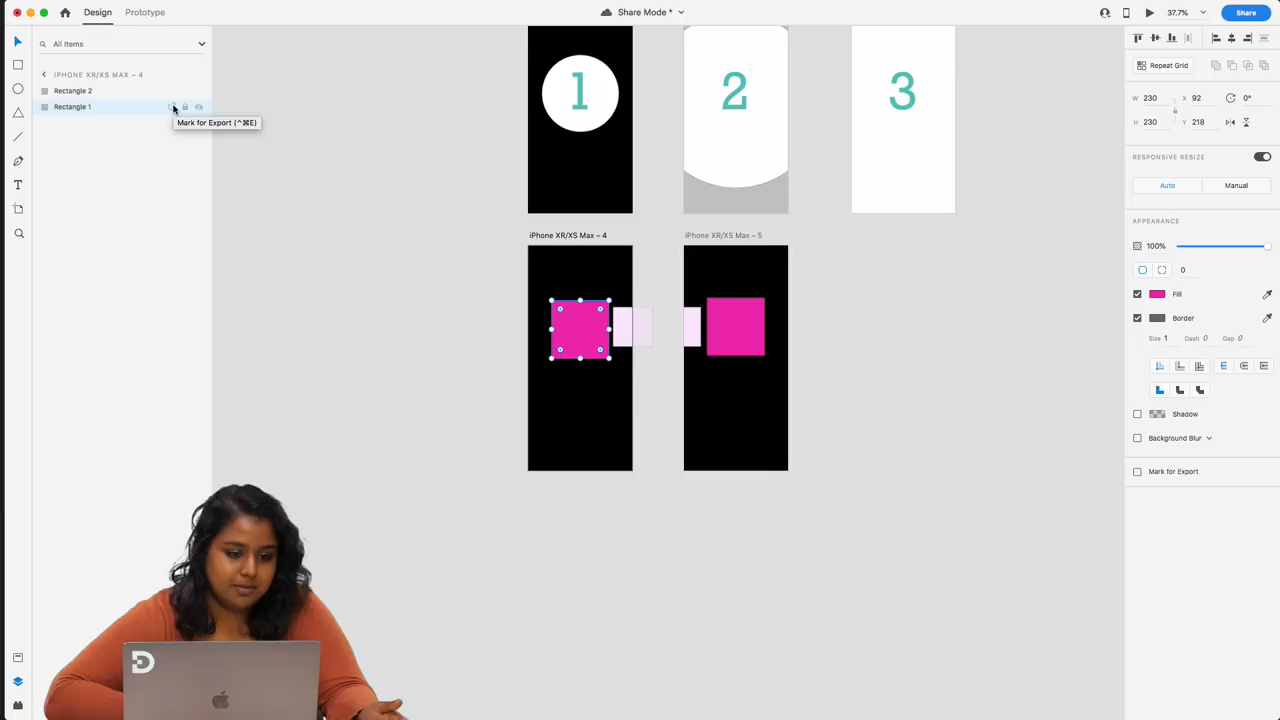 Design Prototype Share Mode * 37.7% Share
All Items
IPHONE XR/XS MAX – 4
Rectangle 2
Rectangle 1
Mark for Export (^⌘E)
1 2 3
iPhone XR/XS Max – 4 iPhone XR/XS Max – 5
Repeat Grid
W 230 X 92 0°
H 230 Y 218
RESPONSIVE RESIZE
Auto Manual
APPEARANCE
100%
0
Fill
Border
Size 1 Dash 0 Gap 0
Shadow
Background Blur
Mark for Export